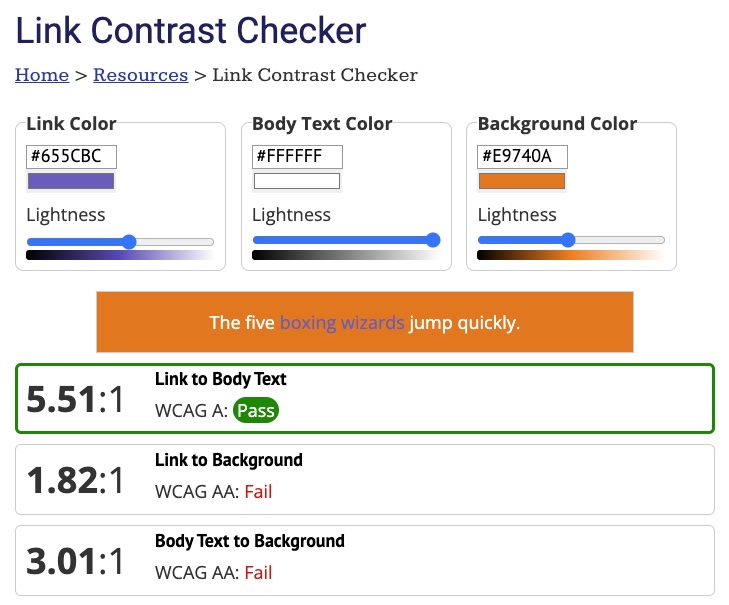 Link Contrast Checker
Home > Resources > Link Contrast Checker
Link Color Body Text Color Background Color
#655CBC #FFFFFF #E9740A
Lightness Lightness Lightness
The five boxing wizards jump quickly.
5.51:1 Link to Body Text
WCAG A: Pass
1.82:1 Link to Background
WCAG AA: Fail
3.01:1 Body Text to Background
WCAG AA: Fail